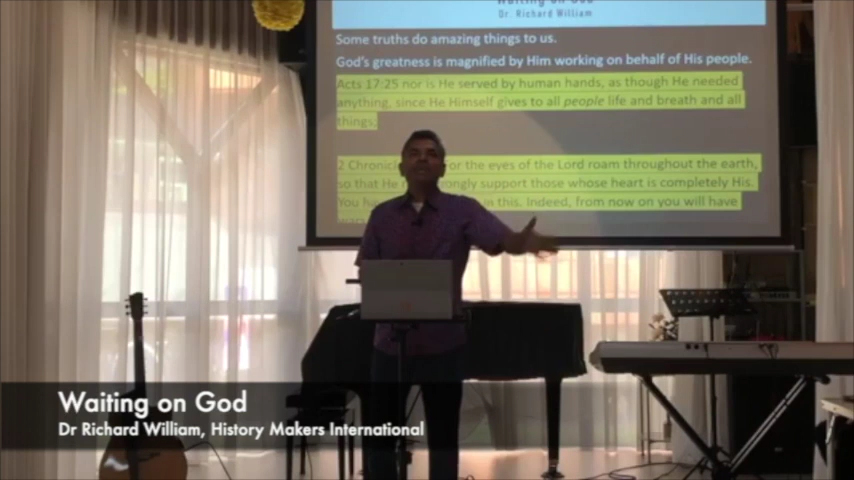 Waiting on God
Dr. Richard William
Some truths do amazing things to us.
God's greatness is magnified by Him working on behalf of His people.
Acts 17:25 nor is He served by human hands, as though He needed
anything, since He Himself gives to all people life and breath and all
things;
2 For the eyes of the Lord roam throughout the earth,
so that He support those whose heart is completely His.
You in this. Indeed, from now on you will have
Waiting on God
Dr Richard William, History Makers International